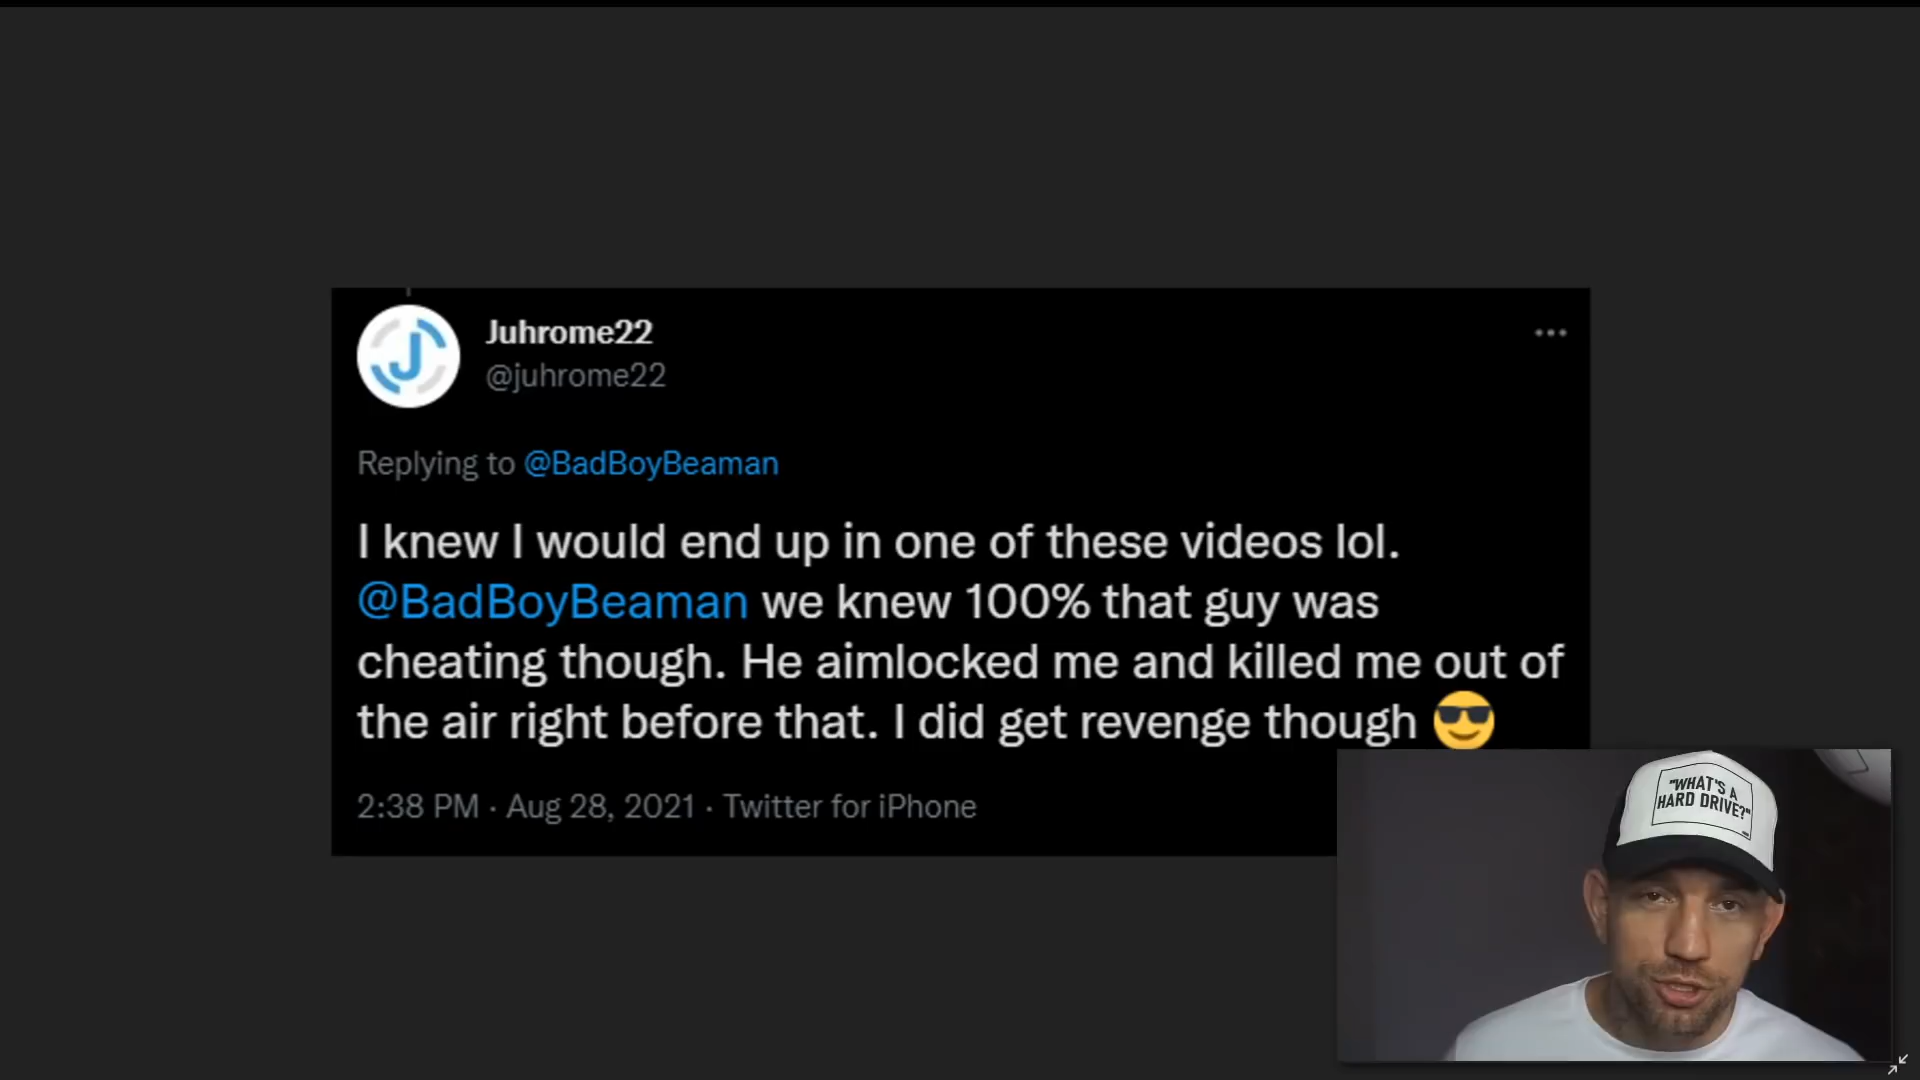 Juhrome22
@juhrome22
Replying to @BadBoyBeaman
I knew I would end up in one of these videos lol.
@BadBoyBeaman we knew 100% that guy was
cheating though. He aimlocked me and killed me out of
the air right before that. I did get revenge though 😎
2:38 PM · Aug 28, 2021 · Twitter for iPhone
"WHAT'S A
HARD DRIVE?"